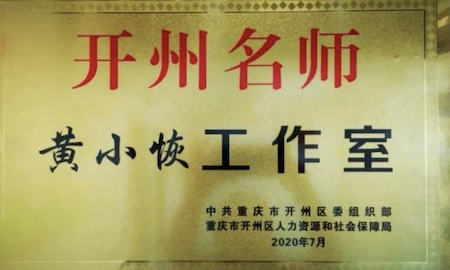 开州名师
黄小恢工作室
中共重庆市开州区委组织部
重庆市开州区人力资源和社会保障局
2020年7月